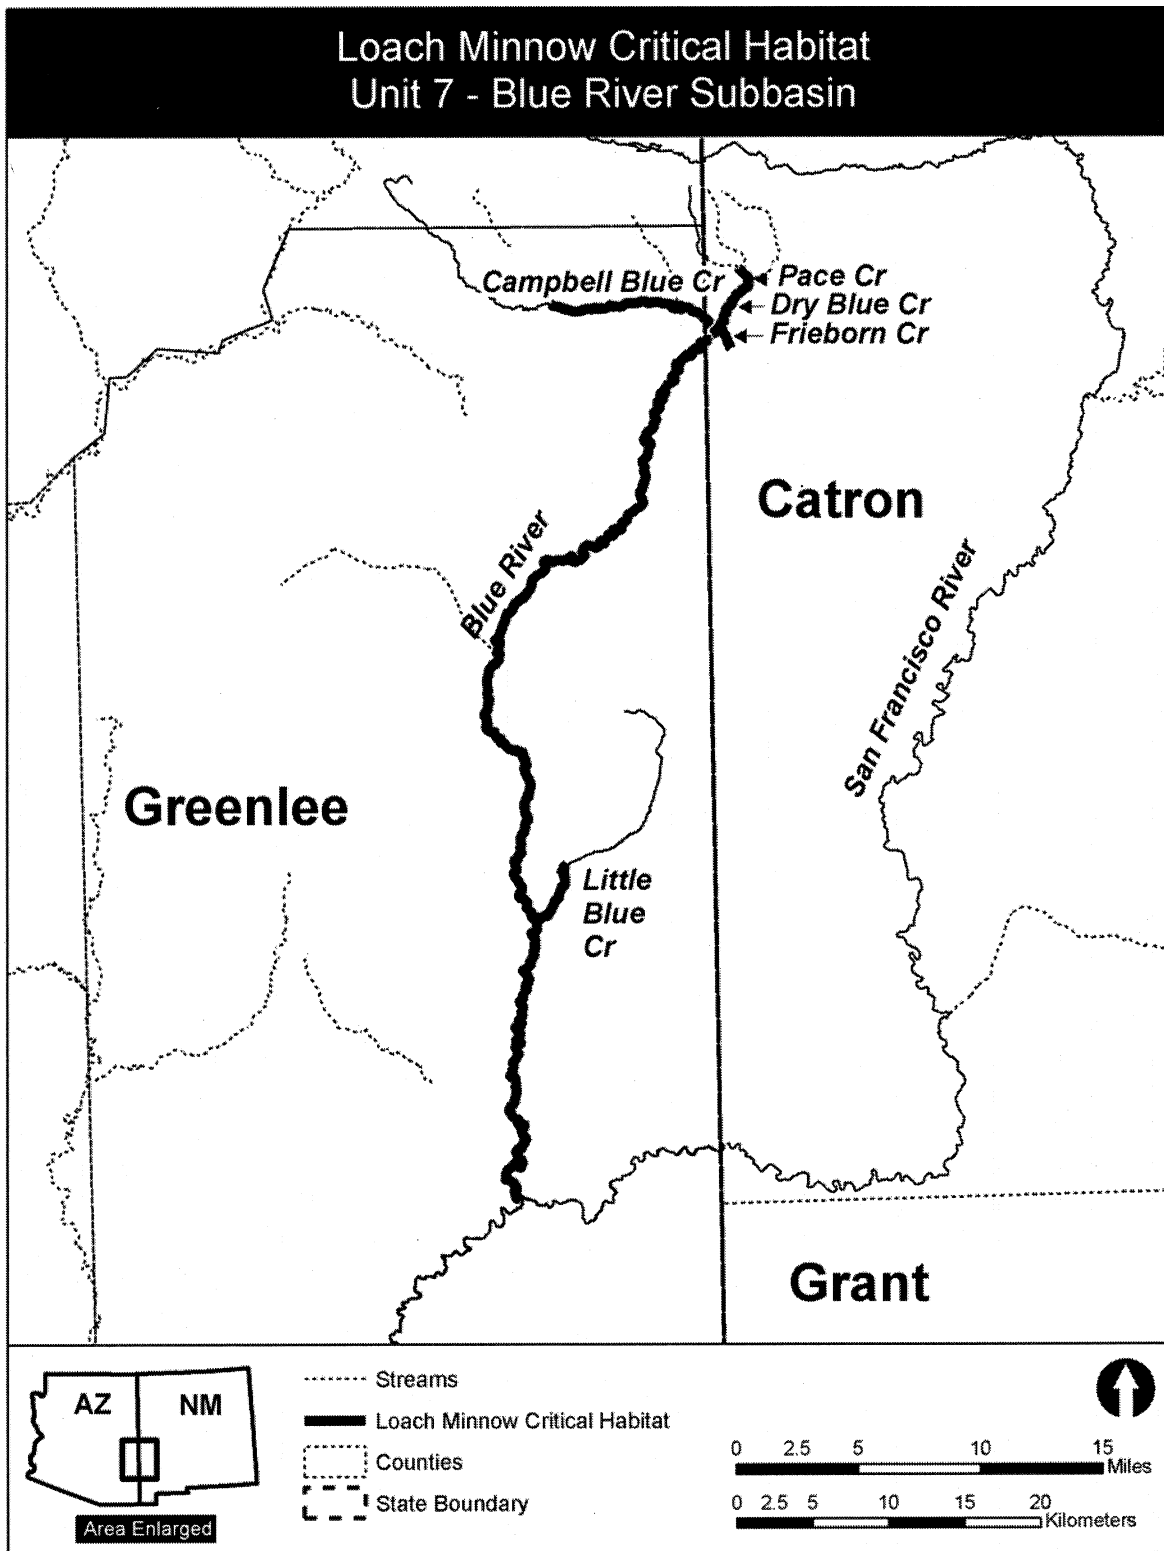 Loach Minnow Critical Habitat
Unit 7 - Blue River Subbasin
Campbell Blue Cr
Pace Cr
Dry Blue Cr
Frieborn Cr
Catron
Blue River
San Francisco River
Greenlee
Little
Blue
Cr
Grant
AZ
NM
Area Enlarged
Streams
Loach Minnow Critical Habitat
Counties
State Boundary
0 2.5 5 10 15
Miles
0 2.5 5 10 15 20
Kilometers